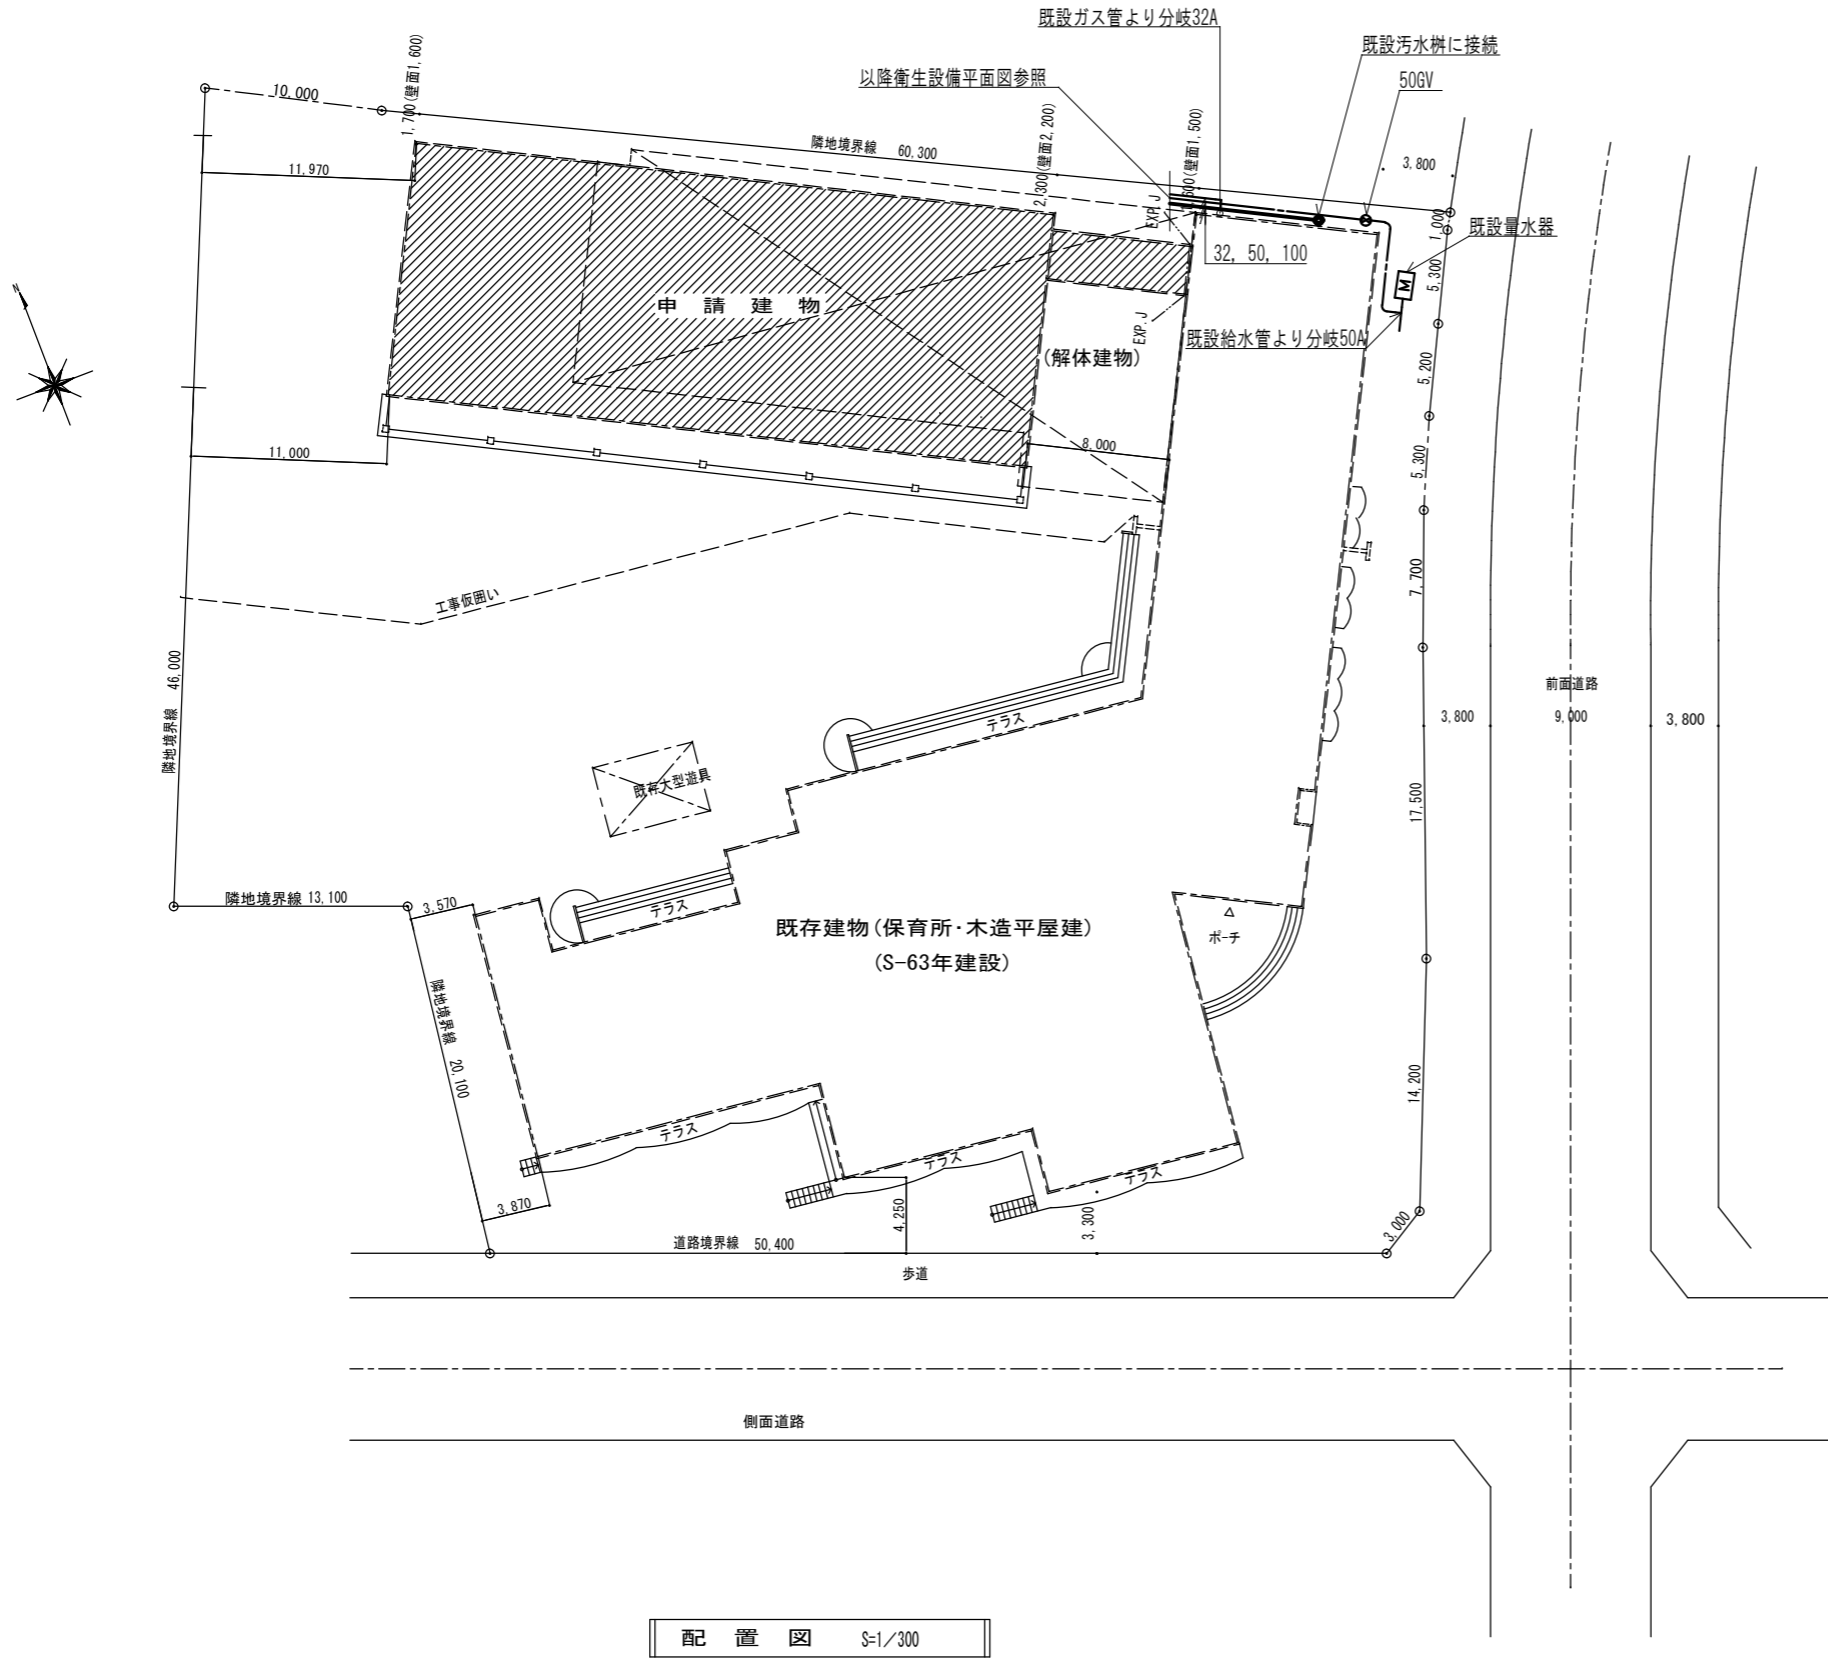 既設ガス管より分岐32A
既設汚水桝に接続
以降衛生設備平面図参照
50GV
10,000
1,700(壁面1,600)
隣地境界線 60,300
2,300(壁面2,200)
1,600(壁面1,500)
3,800
11,970
EXP.J
1,000
既設量水器
32, 50, 100
5,300
M
N
申請建物
EXP.J
既設給水管より分岐50A
(解体建物)
5,200
11,000
8,000
5,300
工事仮囲い
7,700
隣地境界線 46,000
前面道路
テラス
3,800
9,000
3,800
既存大型遊具
17,500
隣地境界線 13,100
3,570
テラス
既存建物(保育所・木造平屋建)
(S-63年建設)
ポーチ
隣地境界線 20,100
14,200
テラス
テラス
テラス
3,870
4,250
3,300
3,000
道路境界線 50,400
歩道
側面道路
配置図 S=1/300